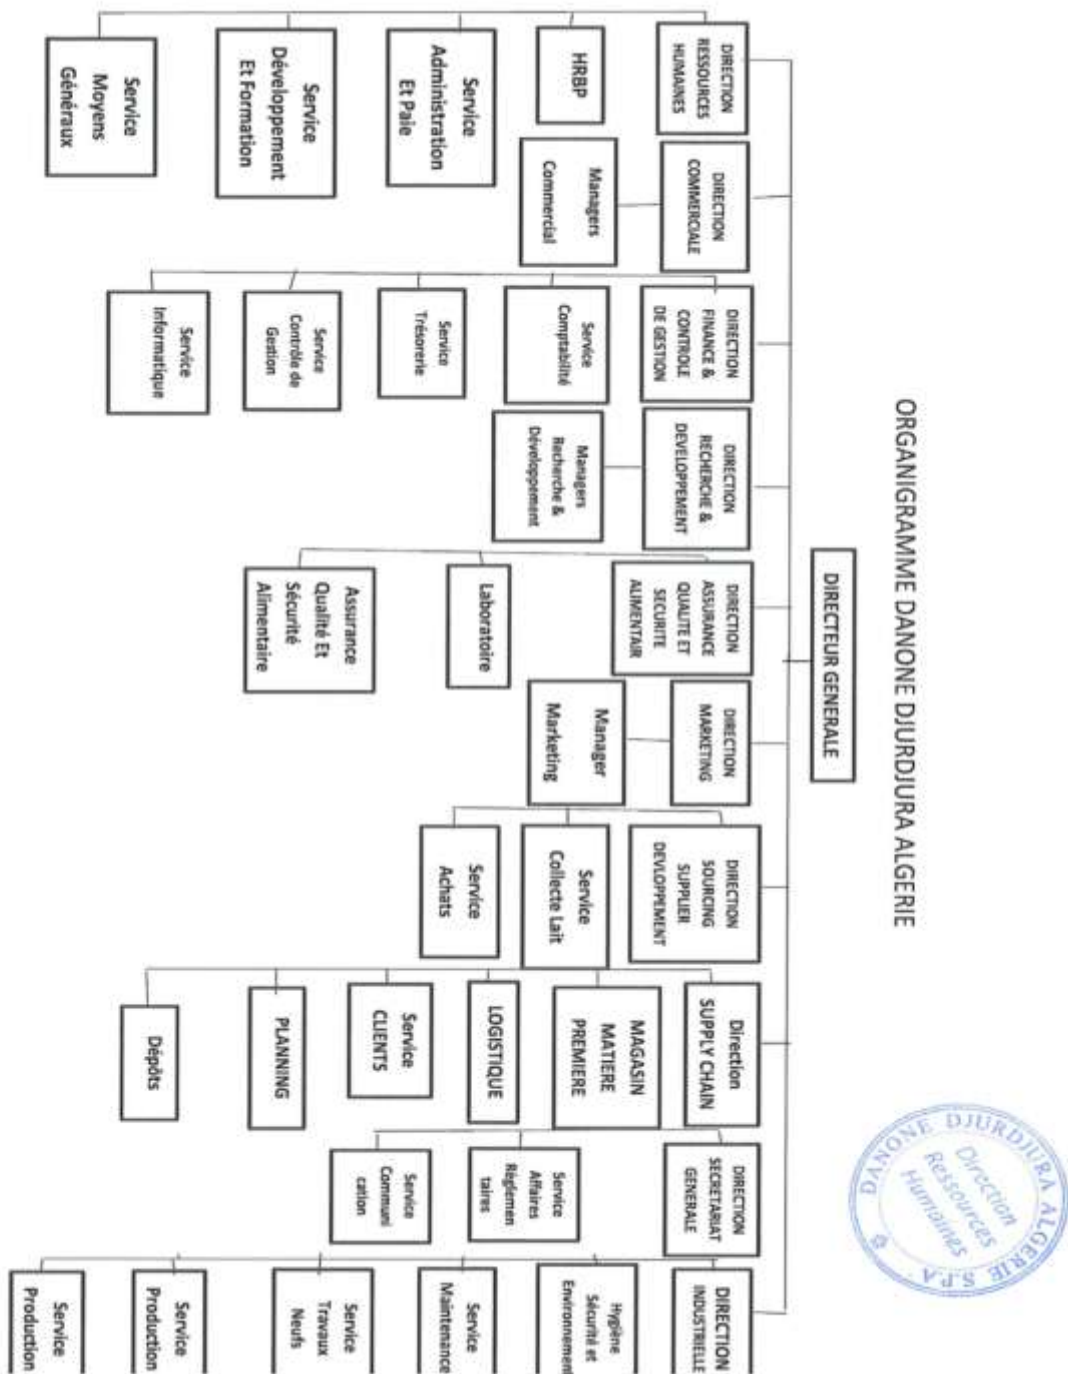 ORGANIGRAMME DANONE DJURDJURA ALGERIE
DANONE DJURDJURA ALGERIE S.P.A
Direction
Ressources
Humaines
DIRECTEUR GENERALE
DIRECTION
RESSOURCES
HUMAINES
HRBP
Service
Administration
Et Paie
Service
Développement
Et Formation
Service
Moyens
Généraux
DIRECTION
COMMERCIALE
Managers
Commercial
DIRECTION
FINANCE &
CONTROLE
DE GESTION
Service
Comptabilité
Service
Trésorerie
Service
Contrôle de
Gestion
Service
Informatique
DIRECTION
RECHERCHE &
DEVELOPPEMENT
Managers
Recherche &
Développement
DIRECTION
ASSURANCE
QUALITE ET
SECURITE
ALIMENTAIR
Laboratoire
Assurance
Qualité Et
Sécurité
Alimentaire
DIRECTION
MARKETING
Manager
Marketing
DIRECTION
SOURCING
SUPPLIER
DEVLOPPEMENT
Service
Collecte Lait
Service
Achats
Direction
SUPPLY CHAIN
MAGASIN
MATIERE
PREMIERE
LOGISTIQUE
Service
CLIENTS
PLANNING
Dépôts
DIRECTION
SECRETARIAT
GENERALE
Service
Affaires
Règlemen
taires
Service
Communi
cation
DIRECTION
INDUSTRIELLE
Hygiène
Sécurité et
Environnement
Service
Maintenance
Service
Travaux
Neufs
Service
Production
Service
Production